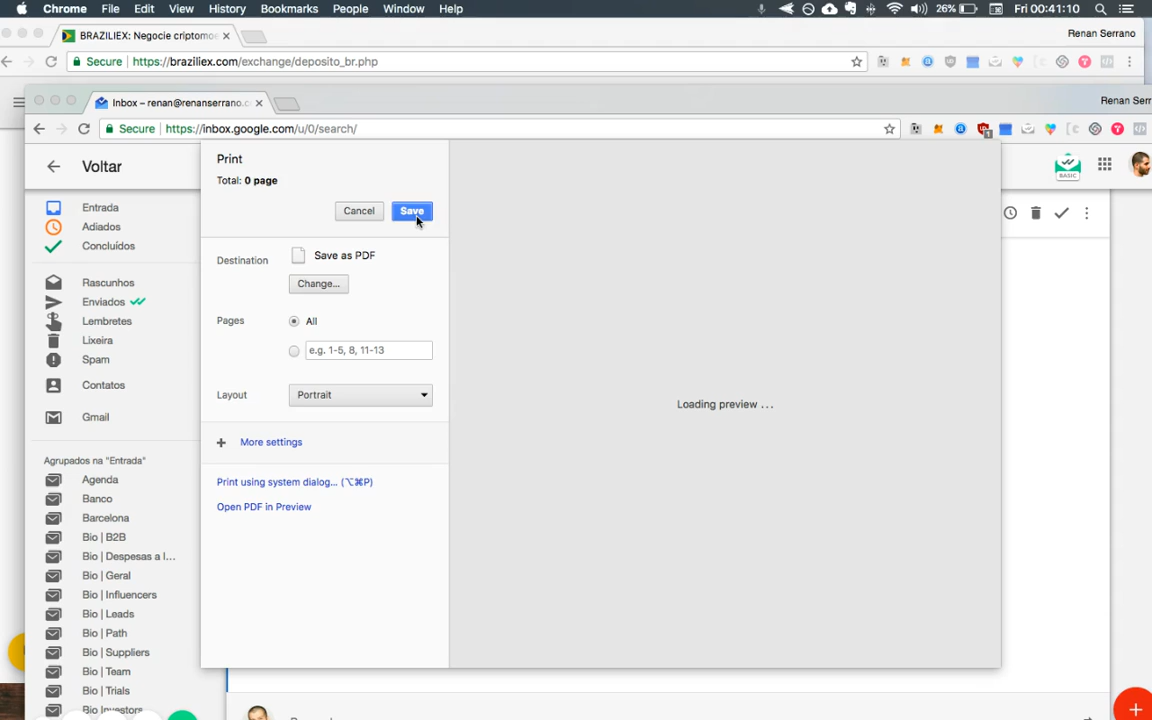 Chrome File Edit View History Bookmarks People Window Help 26% Fri 00:41:10
BRAZILIEX: Negocie criptomoe
Renan Serrano
Secure https://braziliex.com/exchange/deposito_br.php
Inbox – renan@renanserrano.c
Renan Serr
Secure https://inbox.google.com/u/0/search/
Voltar
BASIC
Entrada
Adiados
Concluídos
Rascunhos
Enviados
Lembretes
Lixeira
Spam
Contatos
Gmail
Agrupados na "Entrada"
Agenda
Banco
Barcelona
Bio | B2B
Bio | Despesas a l...
Bio | Geral
Bio | Influencers
Bio | Leads
Bio | Path
Bio | Suppliers
Bio | Team
Bio | Trials
Print
Total: 0 page
Cancel Save
Destination Save as PDF
Change...
Pages All
e.g. 1-5, 8, 11-13
Layout Portrait
+ More settings
Print using system dialog... (⌥⌘P)
Open PDF in Preview
Loading preview ...